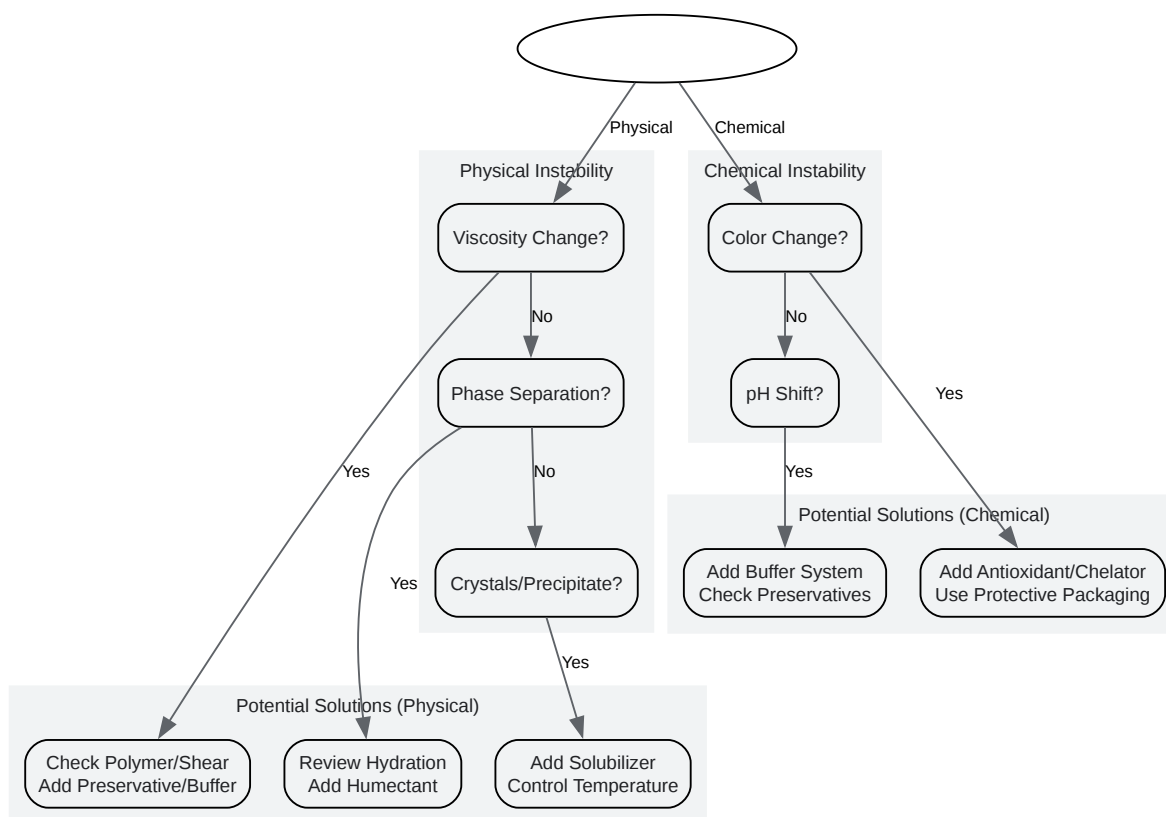 Physical
Chemical
Physical Instability
Chemical Instability
Viscosity Change?
Color Change?
No
No
Phase Separation?
pH Shift?
Yes
Yes
No
Yes
Potential Solutions (Chemical)
Crystals/Precipitate?
Yes
Add Buffer System
Check Preservatives
Add Antioxidant/Chelator
Use Protective Packaging
Yes
Potential Solutions (Physical)
Check Polymer/Shear
Add Preservative/Buffer
Review Hydration
Add Humectant
Add Solubilizer
Control Temperature